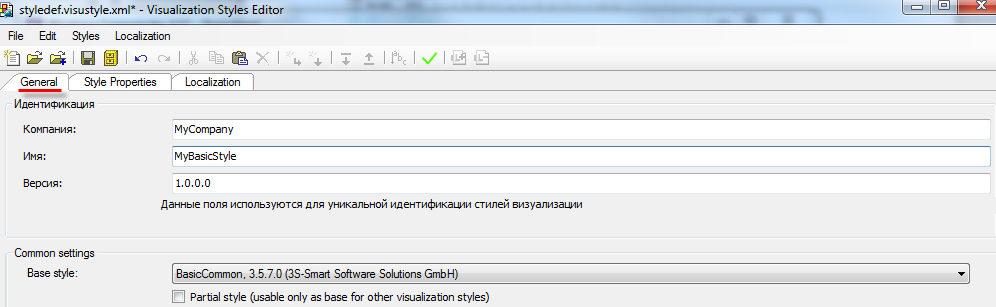 styledef.visustyle.xml* - Visualization Styles Editor
File Edit Styles Localization
General Style Properties Localization
Идентификация
Компания: MyCompany
Имя: MyBasicStyle
Версия: 1.0.0.0
Данные поля используются для уникальной идентификации стилей визуализации
Common settings
Base style: BasicCommon, 3.5.7.0 (3S-Smart Software Solutions GmbH)
Partial style (usable only as base for other visualization styles)